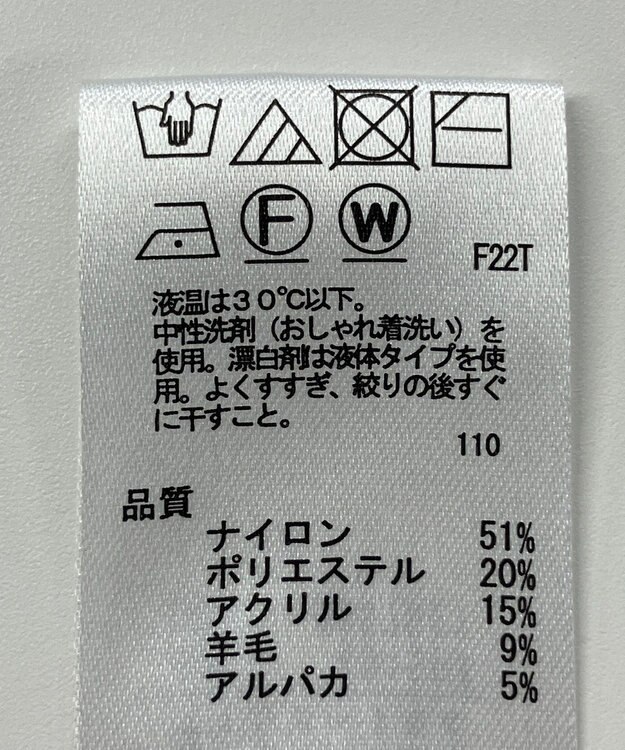 F W F22T
液温は30℃以下。
中性洗剤（おしゃれ着洗い）を
使用。漂白剤は液体タイプを使
用。よくすすぎ、絞りの後すぐ
に干すこと。
110
品質
ナイロン 51%
ポリエステル 20%
アクリル 15%
羊毛 9%
アルパカ 5%